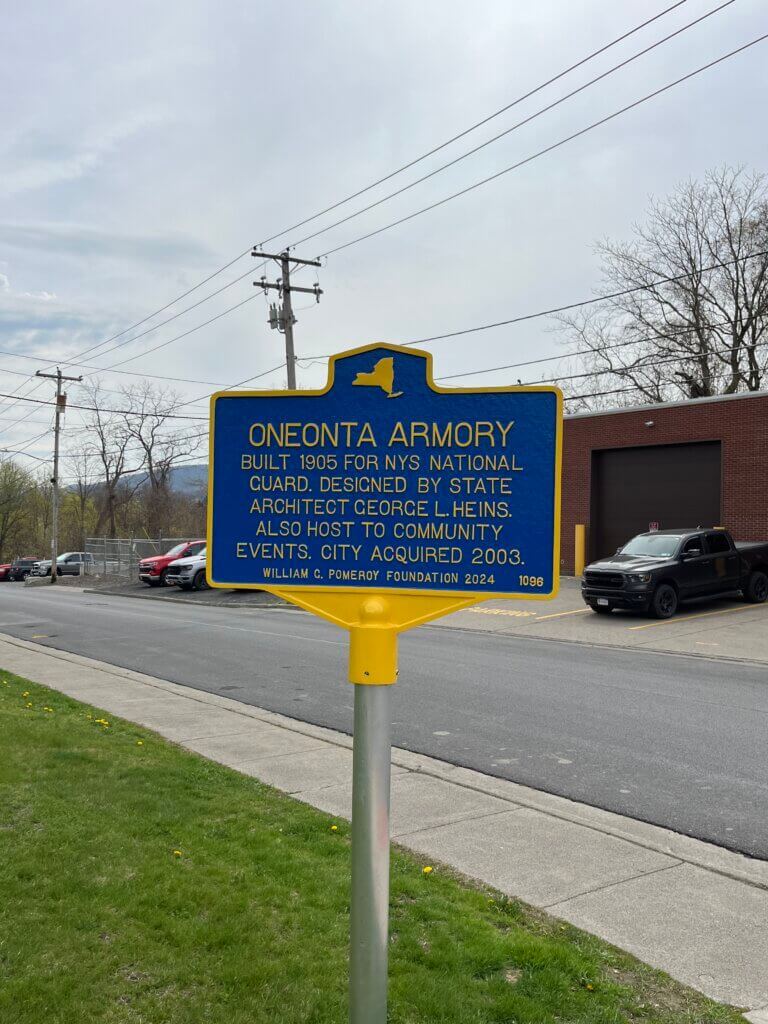 ONEONTA ARMORY
BUILT 1905 FOR NYS NATIONAL
GUARD. DESIGNED BY STATE
ARCHITECT GEORGE L. HEINS.
ALSO HOST TO COMMUNITY
EVENTS. CITY ACQUIRED 2003.
WILLIAM G. POMEROY FOUNDATION 2024 1096
PARKING